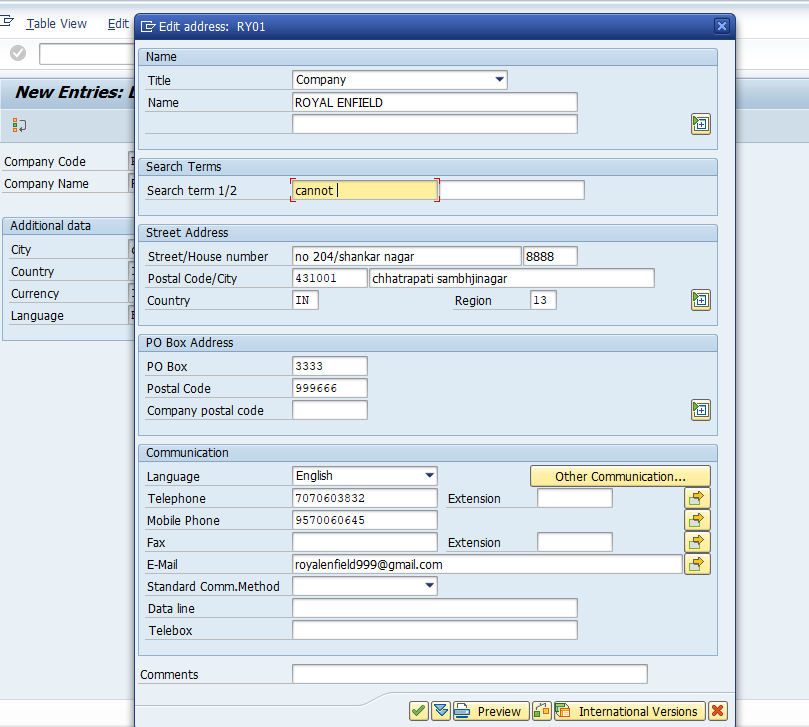 Table View Edit
Edit address: RY01
New Entries:
Name
Title Company
Name ROYAL ENFIELD
Company Code
Company Name
Search Terms
Search term 1/2 cannot
Additional data
City
Country
Currency
Language
Street Address
Street/House number no 204/shankar nagar 8888
Postal Code/City 431001 chhatrapati sambhjinagar
Country IN Region 13
PO Box Address
PO Box 3333
Postal Code 999666
Company postal code
Communication
Language English Other Communication...
Telephone 7070603832 Extension
Mobile Phone 9570060645
Fax Extension
E-Mail royalenfield999@gmail.com
Standard Comm.Method
Data line
Telebox
Comments
Preview International Versions